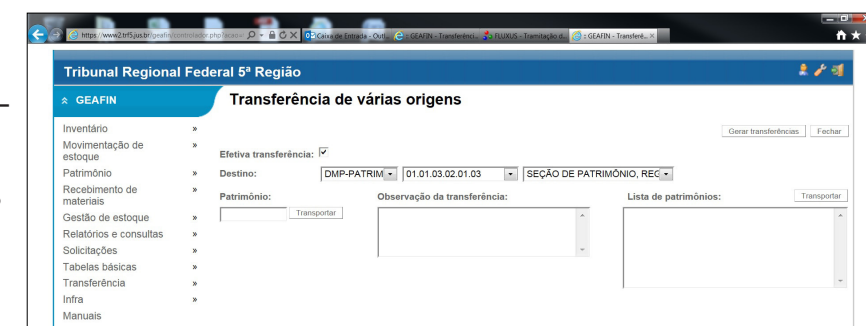 https://www2.trf5.jus.br/geafin/controlador.php?acao=
Caixa de Entrada - Outl...
: GEAFIN - Transferênci...
FLUXUS - Tramitação d...
: GEAFIN - Transferê...
Tribunal Regional Federal 5ª Região
GEAFIN
Transferência de várias origens
Gerar transferências
Fechar
Inventário »
Movimentação de »
estoque
Patrimônio »
Recebimento de »
materiais
Gestão de estoque »
Relatórios e consultas »
Solicitações »
Tabelas básicas »
Transferência »
Infra »
Manuais
Efetiva transferência:
Destino: DMP-PATRIM 01.01.03.02.01.03 SEÇÃO DE PATRIMÔNIO, REG
Patrimônio: Observação da transferência: Lista de patrimônios: Transportar
Transportar